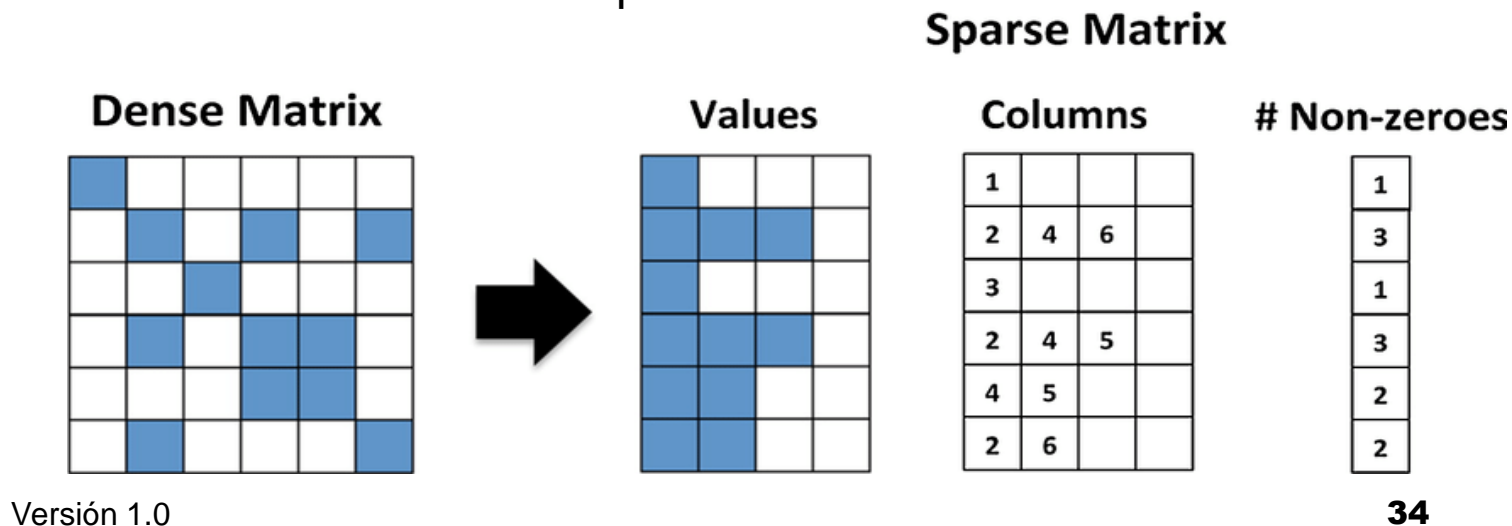 Sparse Matrix
Dense Matrix
Values
Columns
# Non-zeroes
1
2 4 6
3
2 4 5
4 5
2 6
1
3
1
3
2
2
Versión 1.0
34